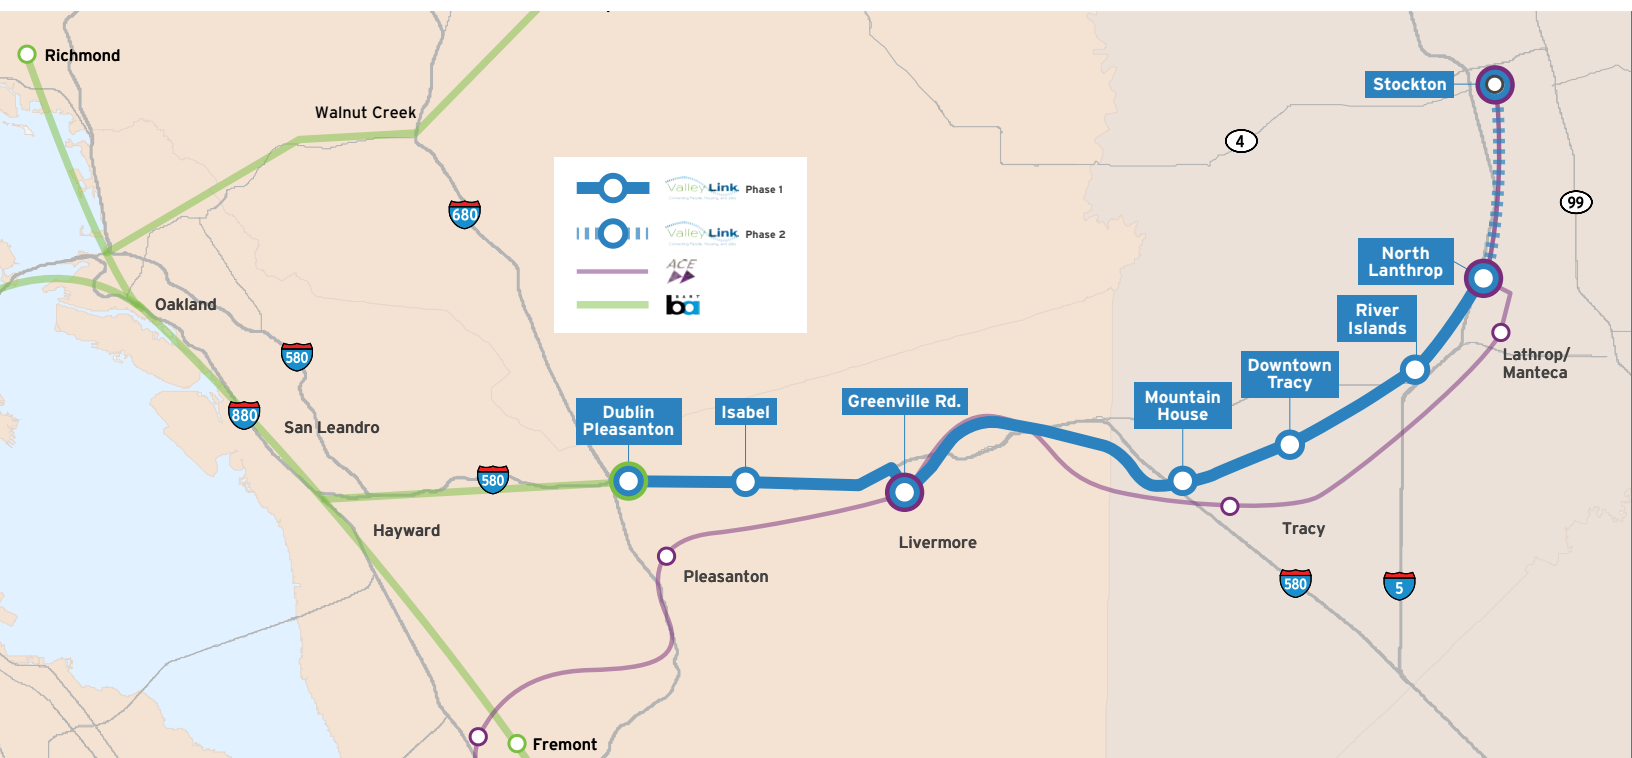 Richmond
Walnut Creek
Stockton
4
99
680
Valley Link Phase 1
Valley Link Phase 2
ACE
BART
ba
North
Lanthrop
River
Islands
Lathrop/
Manteca
Oakland
580
880
San Leandro
Downtown
Tracy
Mountain
House
Greenville Rd.
Isabel
Dublin
Pleasanton
580
Hayward
Livermore
Tracy
Pleasanton
580
5
Fremont